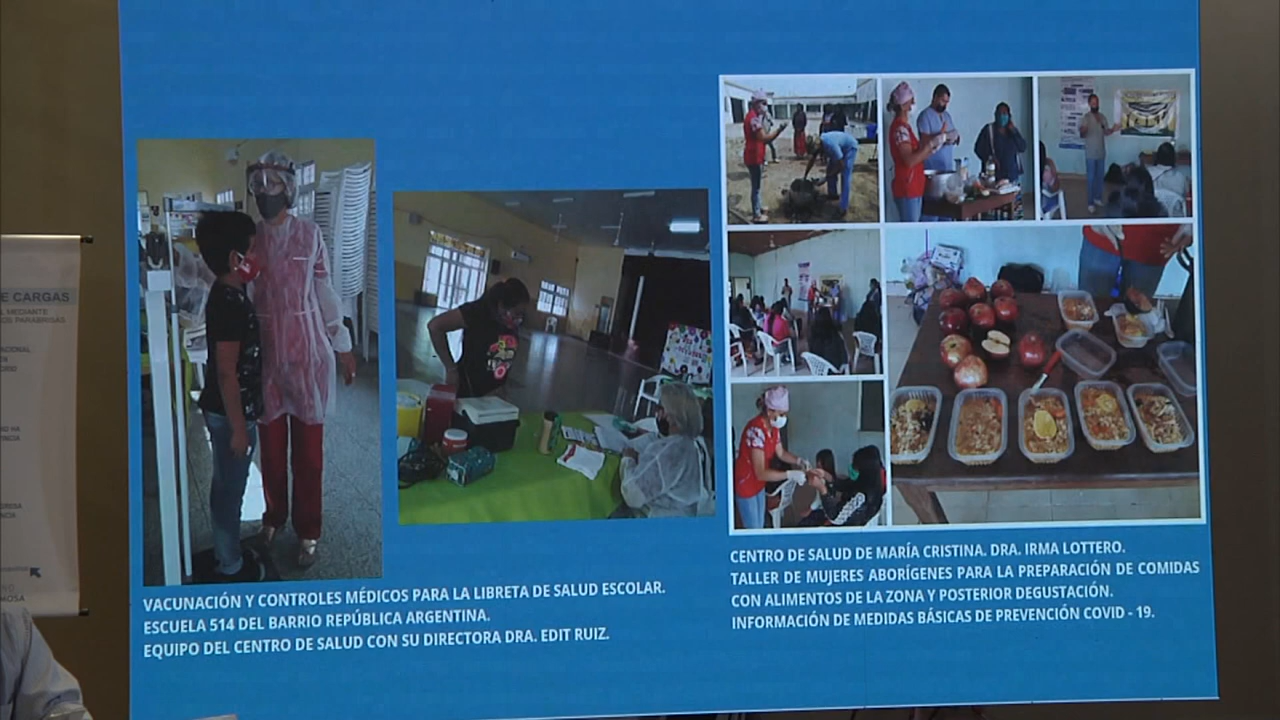 E CARGAS
L MEDIANTE
OS PARABRISAS
VACUNACIÓN Y CONTROLES MÉDICOS PARA LA LIBRETA DE SALUD ESCOLAR.
ESCUELA 514 DEL BARRIO REPÚBLICA ARGENTINA.
EQUIPO DEL CENTRO DE SALUD CON SU DIRECTORA DRA. EDIT RUIZ.
CENTRO DE SALUD DE MARÍA CRISTINA. DRA. IRMA LOTTERO.
TALLER DE MUJERES ABORÍGENES PARA LA PREPARACIÓN DE COMIDAS
CON ALIMENTOS DE LA ZONA Y POSTERIOR DEGUSTACIÓN.
INFORMACIÓN DE MEDIDAS BÁSICAS DE PREVENCIÓN COVID - 19.